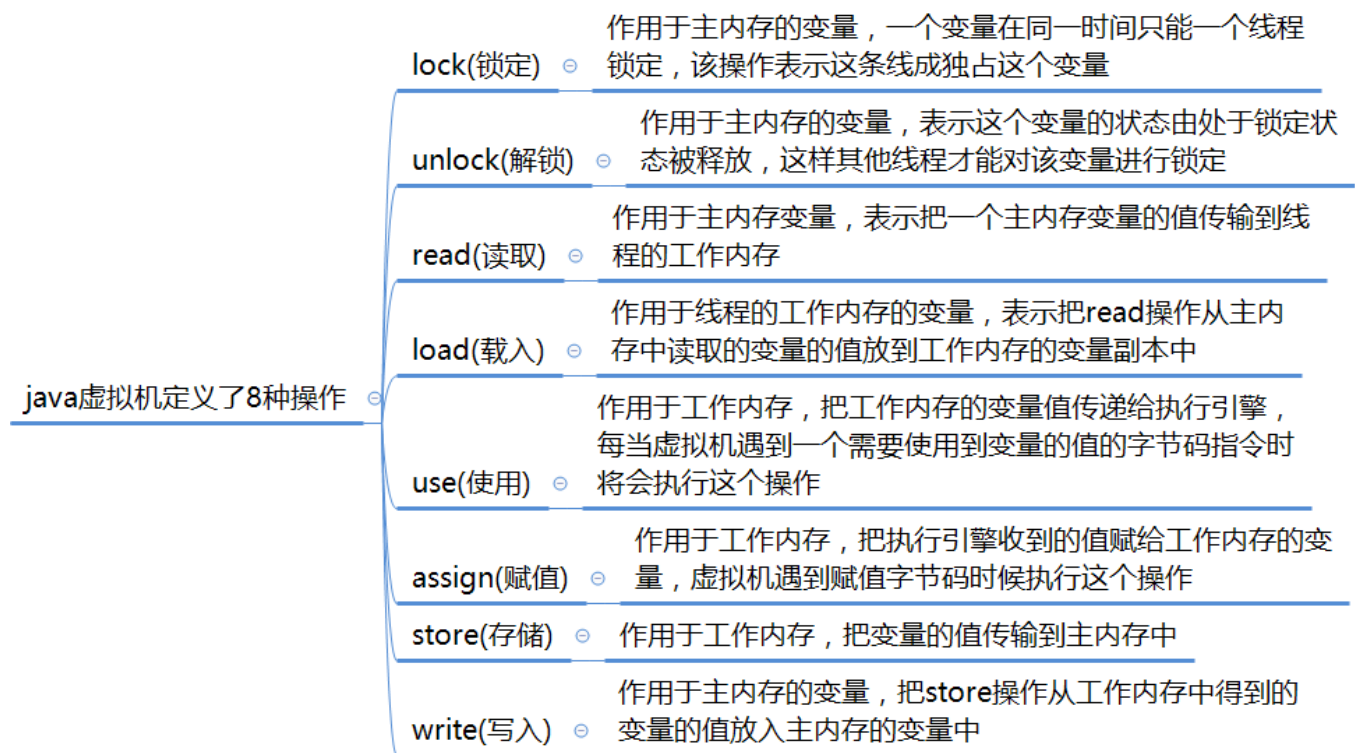 java虚拟机定义了8种操作
lock(锁定)
作用于主内存的变量，一个变量在同一时间只能一个线程
锁定，该操作表示这条线成独占这个变量
unlock(解锁)
作用于主内存的变量，表示这个变量的状态由处于锁定状
态被释放，这样其他线程才能对该变量进行锁定
read(读取)
作用于主内存变量，表示把一个主内存变量的值传输到线
程的工作内存
load(载入)
作用于线程的工作内存的变量，表示把read操作从主内
存中读取的变量的值放到工作内存的变量副本中
use(使用)
作用于工作内存，把工作内存的变量值传递给执行引擎，
每当虚拟机遇到一个需要使用到变量的值的字节码指令时
将会执行这个操作
assign(赋值)
作用于工作内存，把执行引擎收到的值赋给工作内存的变
量，虚拟机遇到赋值字节码时候执行这个操作
store(存储)
作用于工作内存，把变量的值传输到主内存中
write(写入)
作用于主内存的变量，把store操作从工作内存中得到的
变量的值放入主内存的变量中